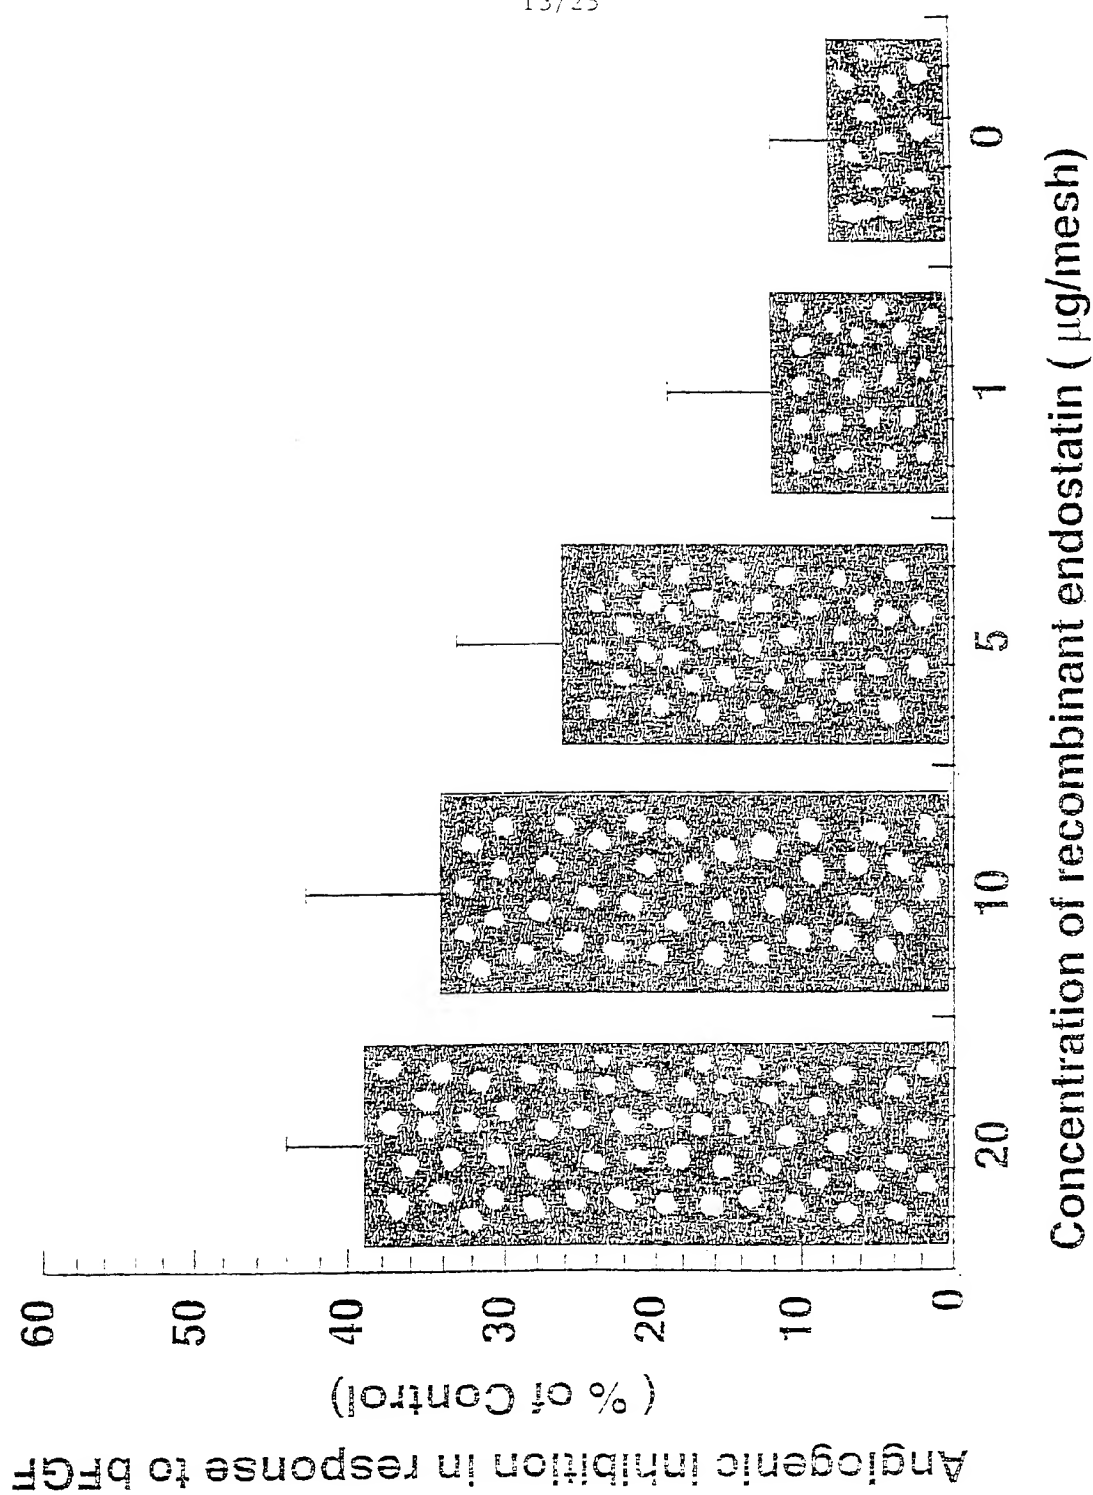 13/25
Angiogenic inhibition in response to bFGF
(% of Control)
60
50
40
30
20
10
0
20 10 5 1 0
Concentration of recombinant endostatin ( µg/mesh)